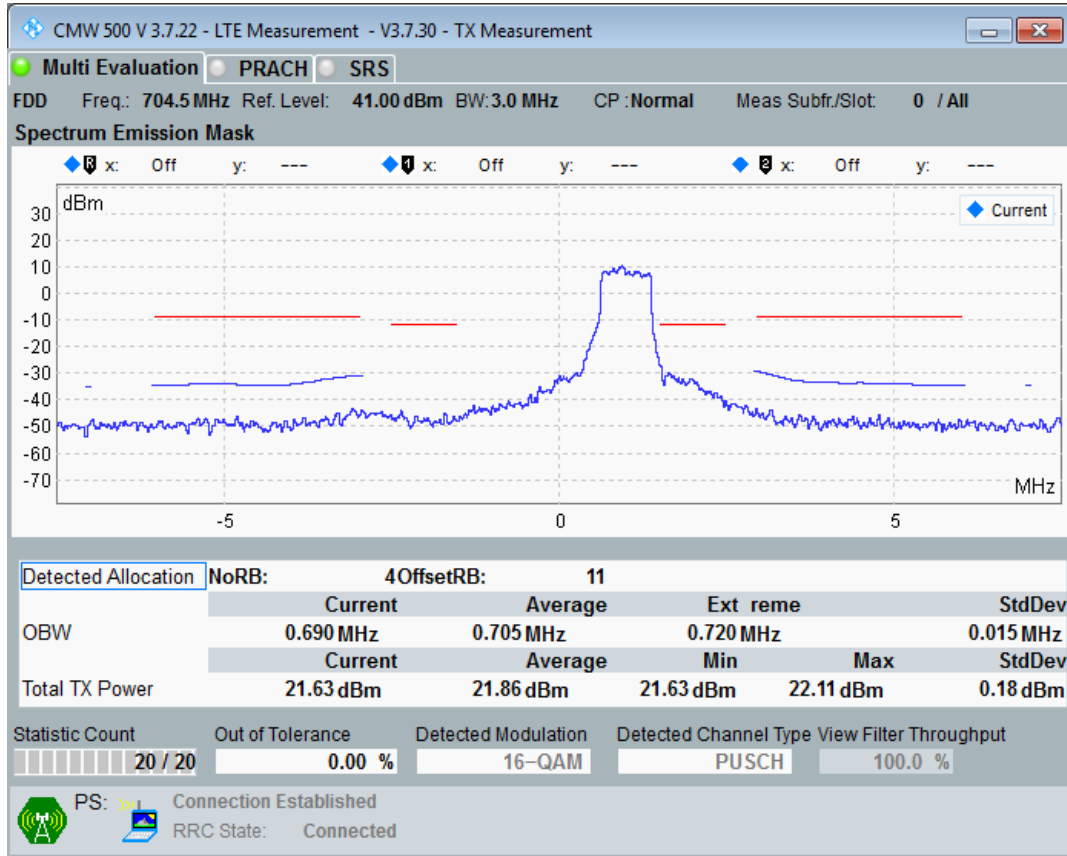 CMW 500 V 3.7.22 - LTE Measurement - V3.7.30 - TX Measurement
Multi Evaluation PRACH SRS
FDD Freq.: 704.5 MHz Ref. Level: 41.00 dBm BW: 3.0 MHz CP : Normal Meas Subfr./Slot: 0 / All
Spectrum Emission Mask
R x: Off y: --- 1 x: Off y: --- 2 x: Off y: ---
dBm
Current
30
20
10
0
-10
-20
-30
-40
-50
-60
-70
MHz
-5 0 5
Detected Allocation NoRB: 4 OffsetRB: 11
Current Average Ext reme StdDev
OBW 0.690 MHz 0.705 MHz 0.720 MHz 0.015 MHz
Current Average Min Max StdDev
Total TX Power 21.63 dBm 21.86 dBm 21.63 dBm 22.11 dBm 0.18 dBm
Statistic Count Out of Tolerance Detected Modulation Detected Channel Type View Filter Throughput
20 / 20 0.00 % 16-QAM PUSCH 100.0 %
PS: Connection Established
RRC State: Connected